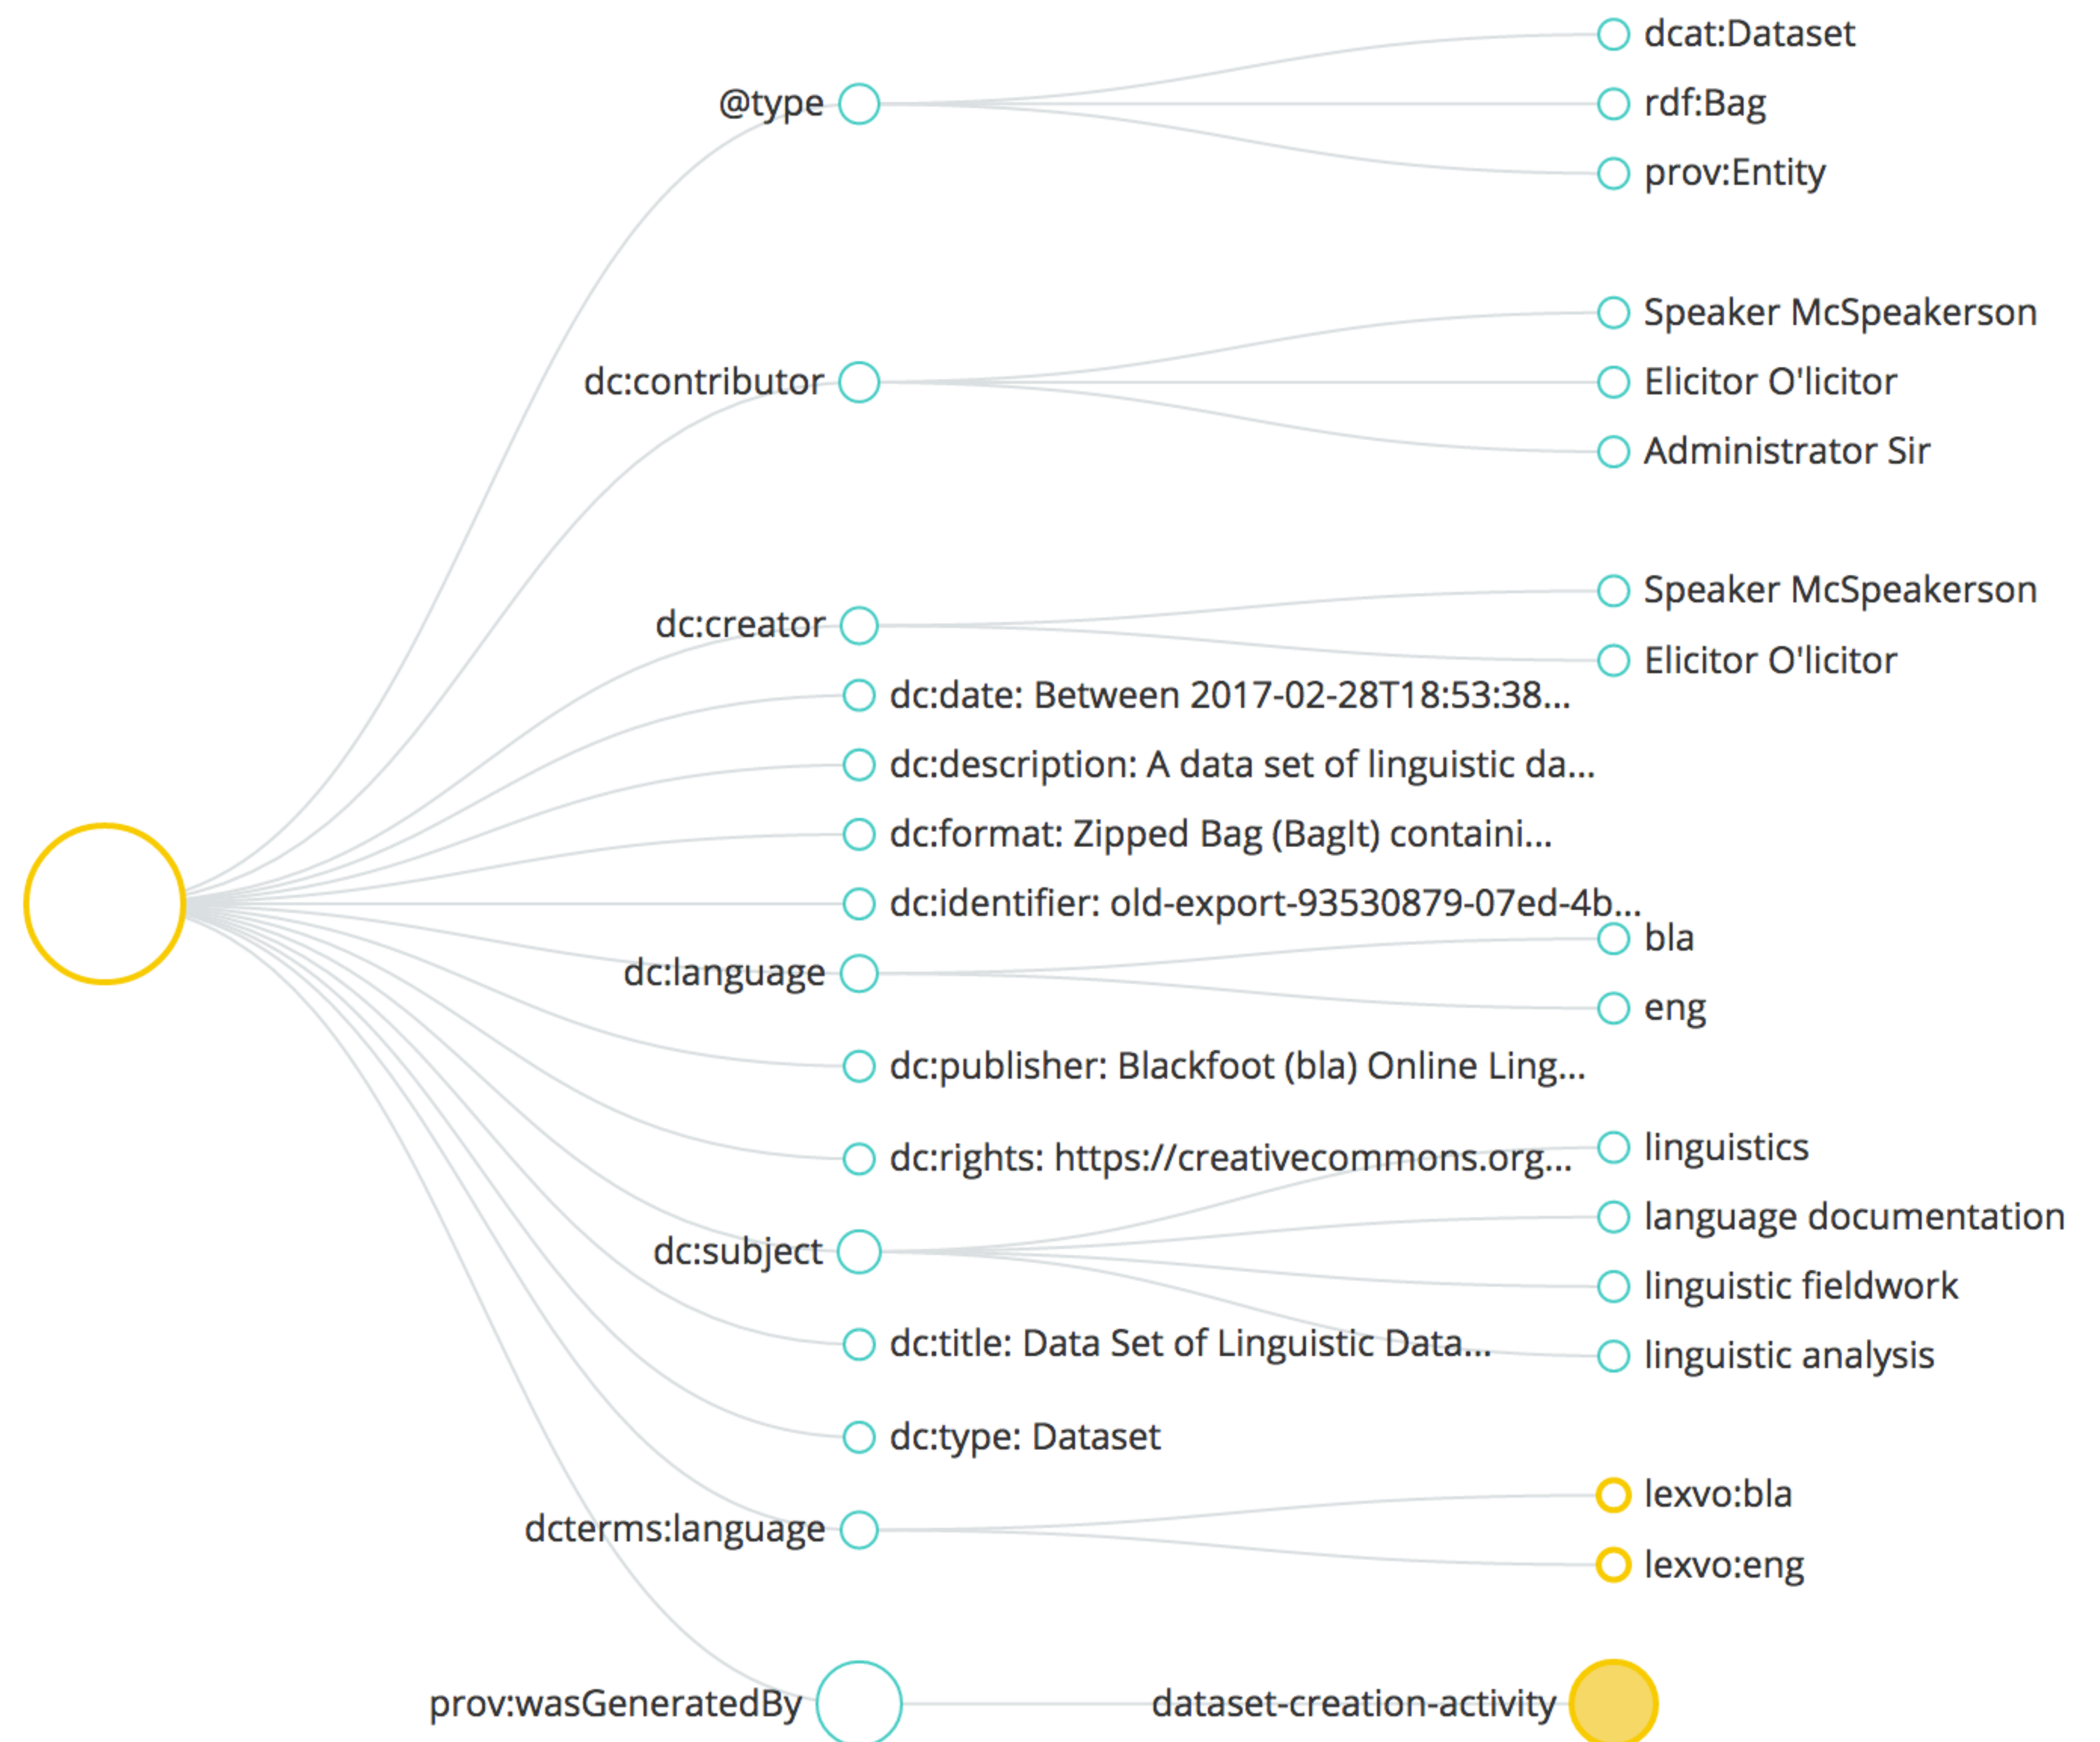 dcat:Dataset
@type
rdf:Bag
prov:Entity
Speaker McSpeakerson
dc:contributor
Elicitor O'licitor
Administrator Sir
Speaker McSpeakerson
dc:creator
Elicitor O'licitor
dc:date: Between 2017-02-28T18:53:38...
dc:description: A data set of linguistic da...
dc:format: Zipped Bag (BagIt) containi...
dc:identifier: old-export-93530879-07ed-4b...
bla
dc:language
eng
dc:publisher: Blackfoot (bla) Online Ling...
linguistics
dc:rights: https://creativecommons.org...
language documentation
dc:subject
linguistic fieldwork
dc:title: Data Set of Linguistic Data...
linguistic analysis
dc:type: Dataset
lexvo:bla
dcterms:language
lexvo:eng
prov:wasGeneratedBy
dataset-creation-activity